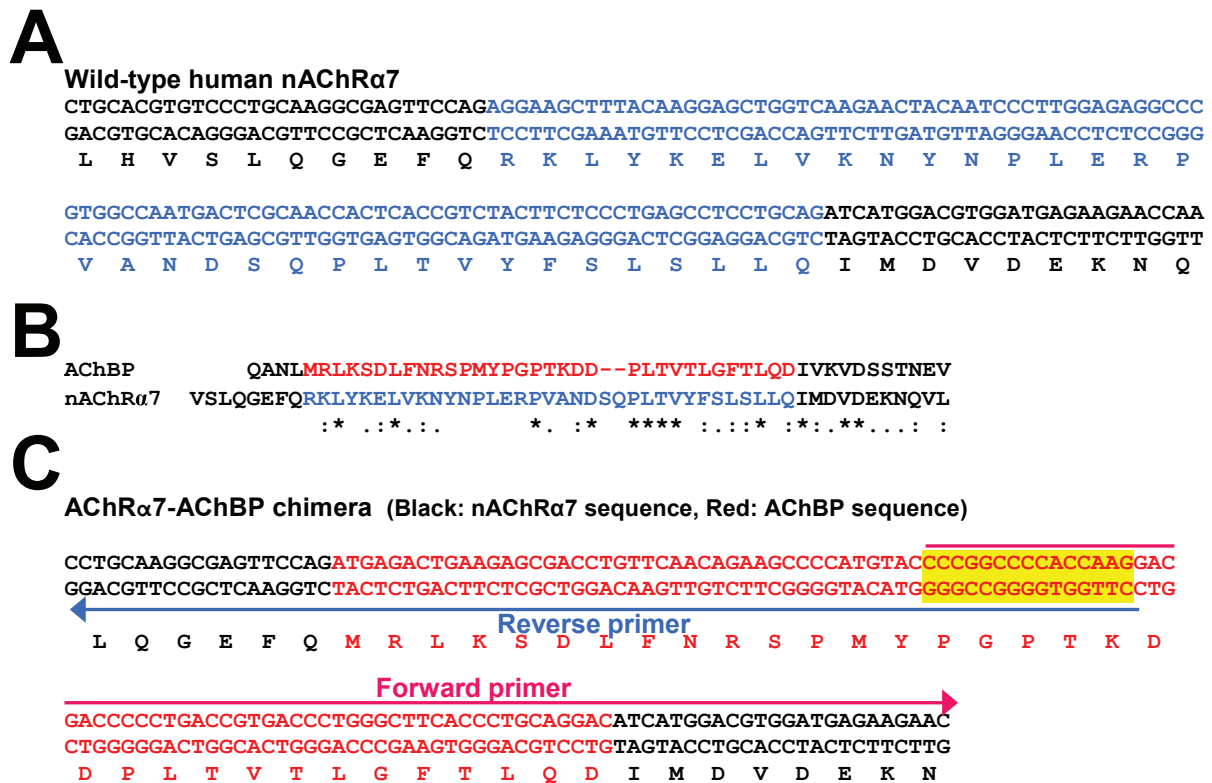 A
Wild-type human nAChRα7
CTGCACGTGTCCCTGCAAGGCGAGTTCCAGAGGAAGCTTTACAAGGAGCTGGTCAAGAACTACAATCCCTTGGAGAGGCCC
GACGTGCACAGGGACGTTCCGCTCAAGGTCTCCTTCGAAATGTTCCTCGACCAGTTCTTGATGTTAGGGAACCTCTCCGGG
L H V S L Q G E F Q R K L Y K E L V K N Y N P L E R P
GTGGCCAATGACTCGCAACCACTCACCGTCTACTTCTCCCTGAGCCTCCTGCAGATCATGGACGTGGATGAGAAGAACCAA
CACCGGTTACTGAGCGTTGGTGAGTGGCAGATGAAGAGGGACTCGGAGGACGTCTAGTACCTGCACCTACTCTTCTTGGTT
V A N D S Q P L T V Y F S L S L L Q I M D V D E K N Q
B
AChBP QANLMRLKSDLFNRSPMYPGPTKDD--PLTVTLGFTLQDIVKVDSSTNEV
nAChRα7 VSLQGEFQRKLYKELVKNYNPLERPVANDSQPLTVYFSLSLLQIMDVDEKNQVL
:* .:*.:. *. :* **** :.::* :*:.**...: :
C
AChRα7-AChBP chimera (Black: nAChRα7 sequence, Red: AChBP sequence)
CCTGCAAGGCGAGTTCCAGATGAGACTGAAGAGCGACCTGTTCAACAGAAGCCCCATGTACCCCGGCCCCACCAAGGAC
GGACGTTCCGCTCAAGGTCTACTCTGACTTCTCGCTGGACAAGTTGTCTTCGGGGTACATGGGGCCGGGGTGGTTCCTG
Reverse primer
L Q G E F Q M R L K S D L F N R S P M Y P G P T K D
Forward primer
GACCCCCTGACCGTGACCCTGGGCTTCACCCTGCAGGACATCATGGACGTGGATGAGAAGAAC
CTGGGGGACTGGCACTGGGACCCGAAGTGGGACGTCCTGTAGTACCTGCACCTACTCTTCTTG
D P L T V T L G F T L Q D I M D V D E K N